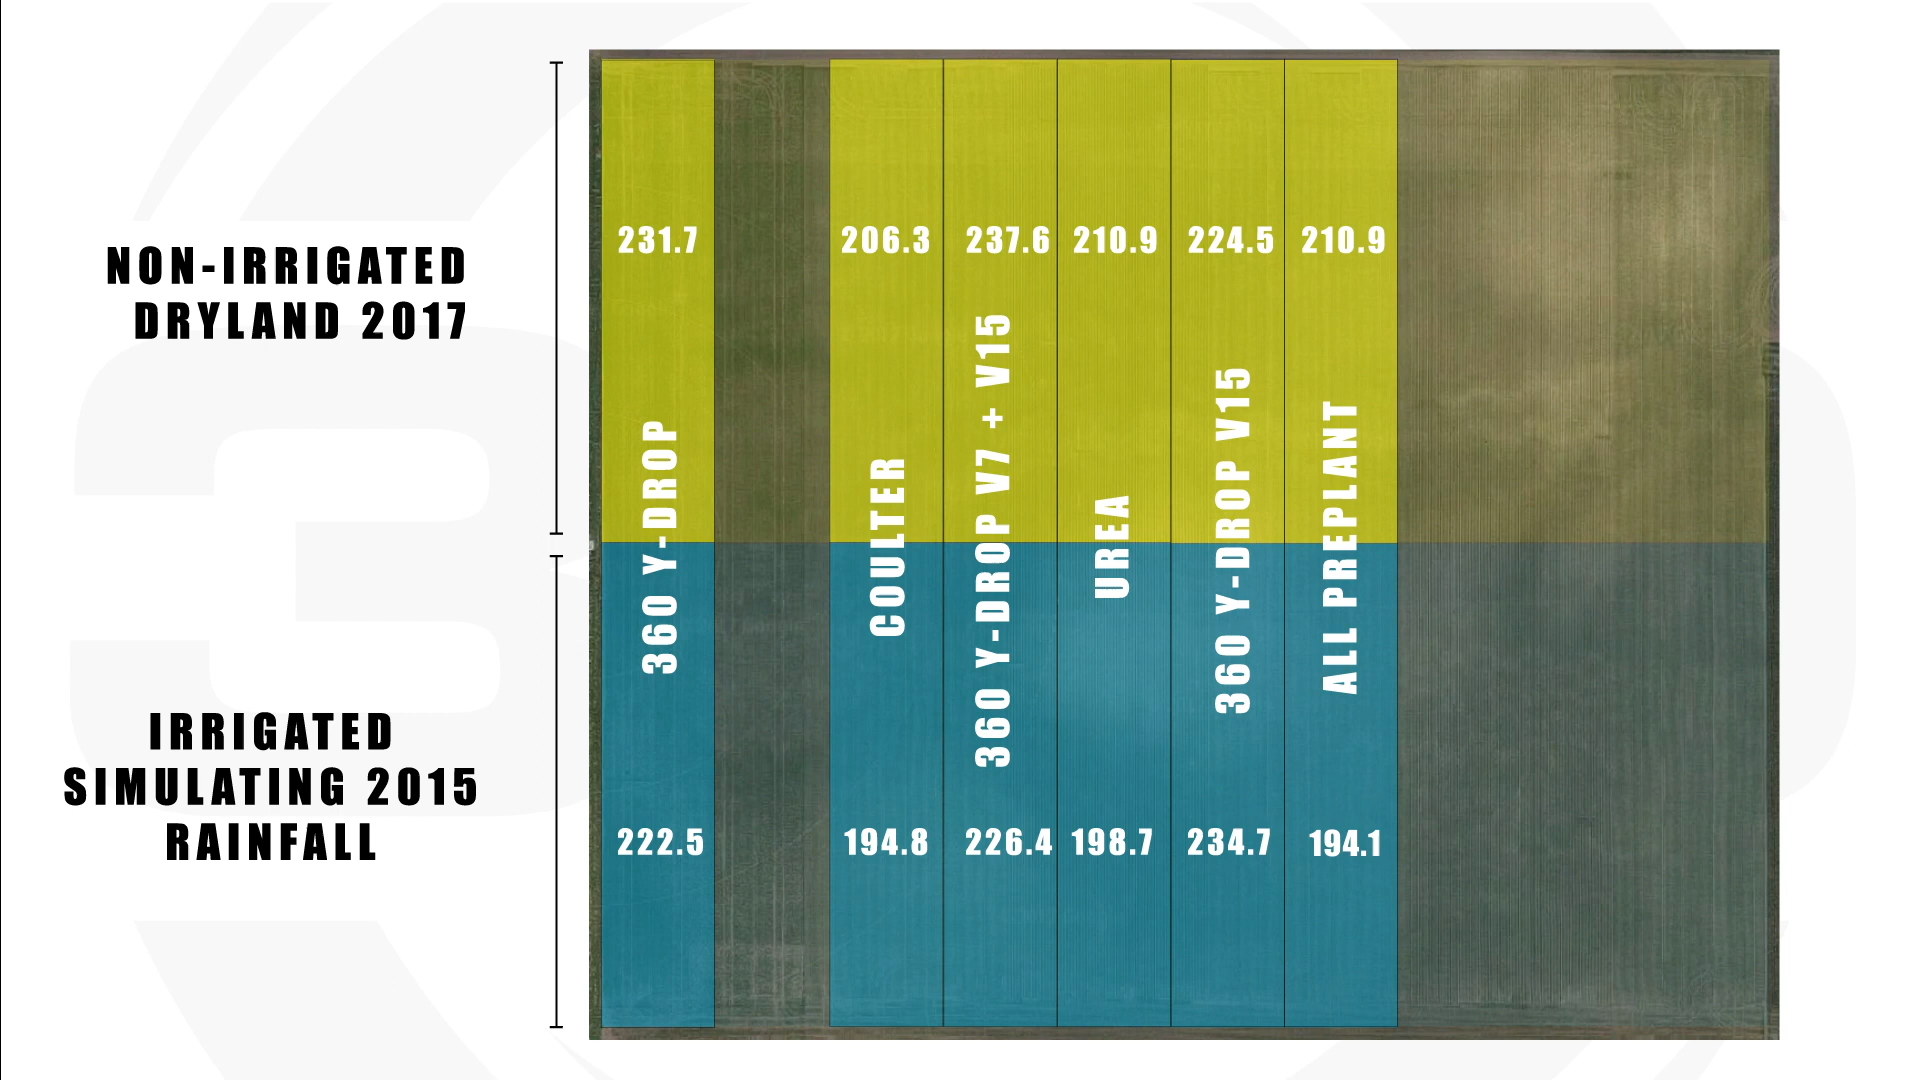 NON-IRRIGATED
DRYLAND 2017
IRRIGATED
SIMULATING 2015
RAINFALL
231.7
206.3
237.6
210.9
224.5
210.9
360 Y-DROP
COULTER
360 Y-DROP V7 + V15
UREA
360 Y-DROP V15
ALL PREPLANT
222.5
194.8
226.4
198.7
234.7
194.1